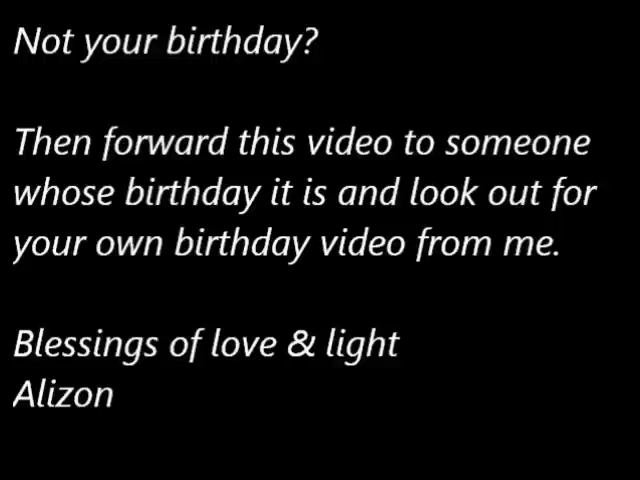 Not your birthday?
Then forward this video to someone
whose birthday it is and look out for
your own birthday video from me.
Blessings of love & light
Alizon